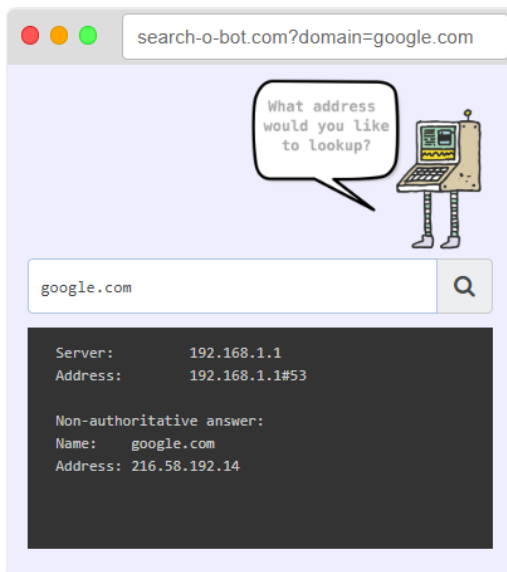 search-o-bot.com?domain=google.com
What address
would you like
to lookup?
google.com
Server: 192.168.1.1
Address: 192.168.1.1#53
Non-authoritative answer:
Name: google.com
Address: 216.58.192.14